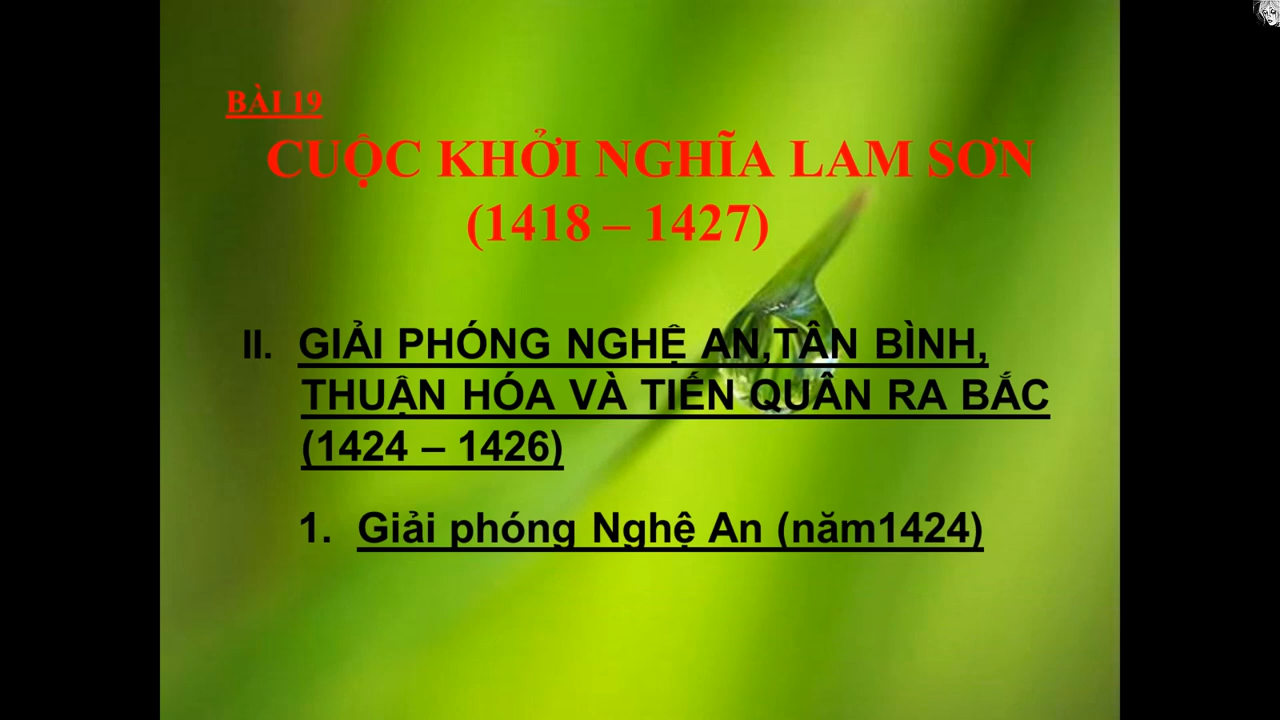 BÀI 19
CUỘC KHỞI NGHĨA LAM SƠN
(1418 – 1427)
II. GIẢI PHÓNG NGHỆ AN,TÂN BÌNH,
THUẬN HÓA VÀ TIẾN QUÂN RA BẮC
(1424 – 1426)
1. Giải phóng Nghệ An (năm1424)